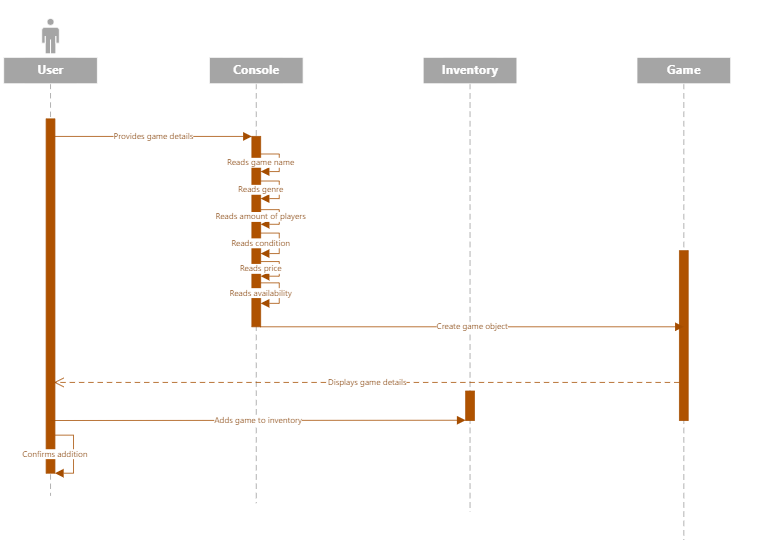 User
Console
Inventory
Game
Provides game details
Reads game name
Reads genre
Reads amount of players
Reads condition
Reads price
Reads availability
Create game object
Displays game details
Adds game to inventory
Confirms addition